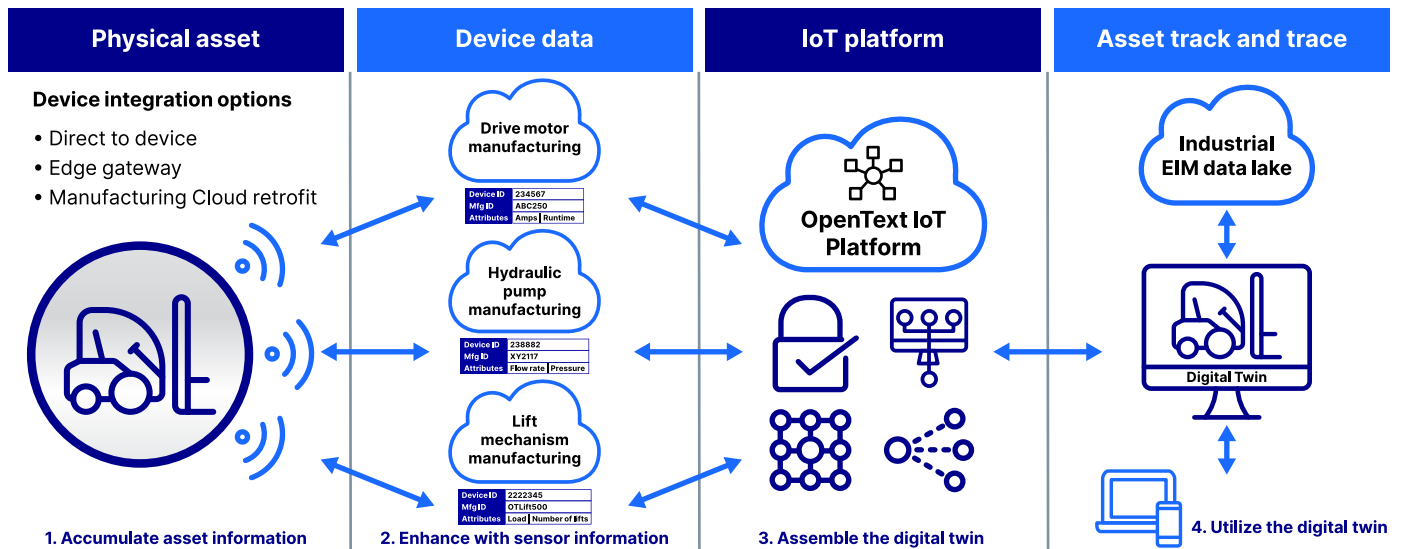 Physical asset
Device data
IoT platform
Asset track and trace
Device integration options
• Direct to device
• Edge gateway
• Manufacturing Cloud retrofit
1. Accumulate asset information
Drive motor
manufacturing
Device ID 234567
Mfg ID ABC250
Attributes Amps Runtime
Hydraulic
pump
manufacturing
Device ID 238882
Mfg ID XY2117
Attributes Flow rate Pressure
Lift
mechanism
manufacturing
Device ID 2222345
Mfg ID OTLift500
Attributes Load Number of lifts
2. Enhance with sensor information
OpenText IoT
Platform
3. Assemble the digital twin
Industrial
EIM data lake
Digital Twin
4. Utilize the digital twin